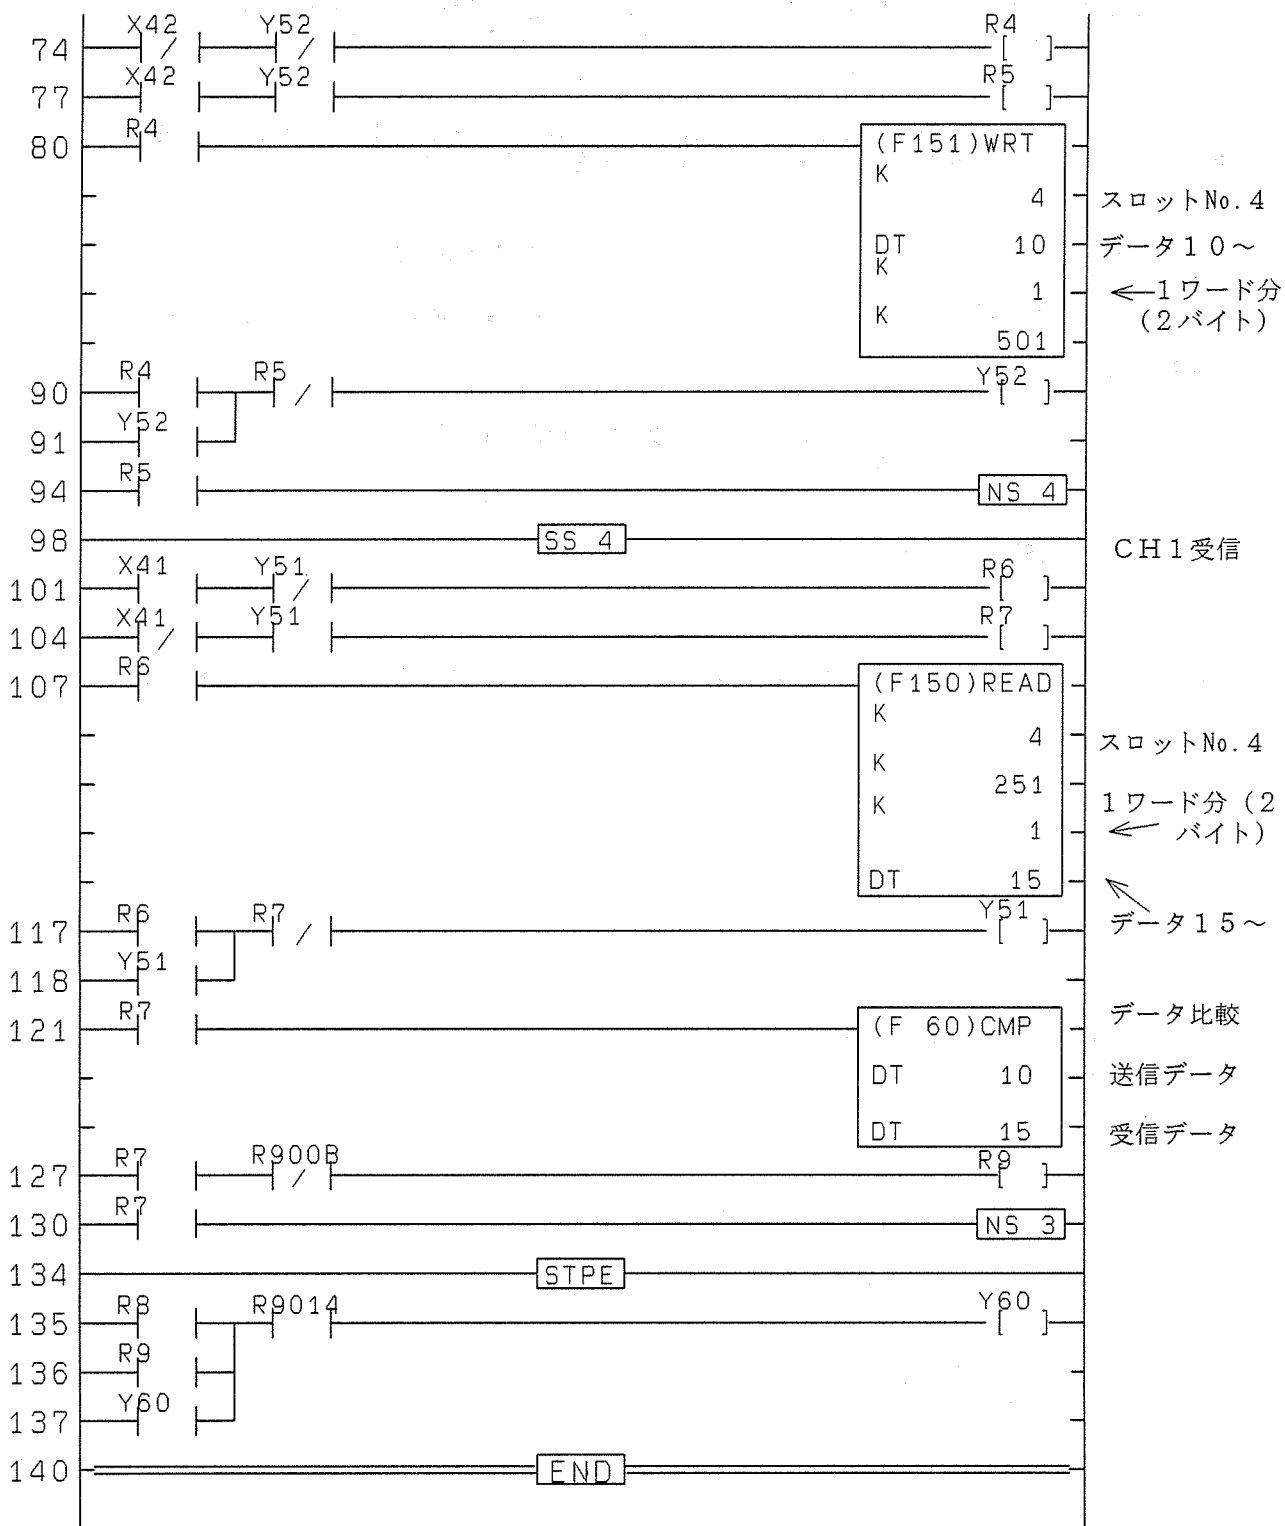 X42 Y52 R4
74
X42 Y52 R5
77
R4
80 (F151)WRT
K
4 スロットNo.4
DT 10 データ10~
K
1 ←1ワード分
K (2バイト)
501
R4 R5 Y52
90
Y52
91
R5
94 NS 4
98 SS 4
CH1受信
X41 Y51 R6
101
X41 Y51 R7
104
R6
107 (F150)READ
K
4 スロットNo.4
K
251
K 1ワード分(2
1 バイト)
DT 15
R6 R7 Y51
117 データ15~
Y51
118
R7
121 (F 60)CMP データ比較
DT 10 送信データ
DT 15 受信データ
R7 R900B R9
127
R7
130 NS 3
134 STPE
R8 R9014 Y60
135
R9
136
Y60
137
140 END